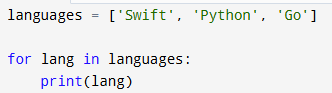 languages = ['Swift', 'Python', 'Go']
for lang in languages:
    print(lang)